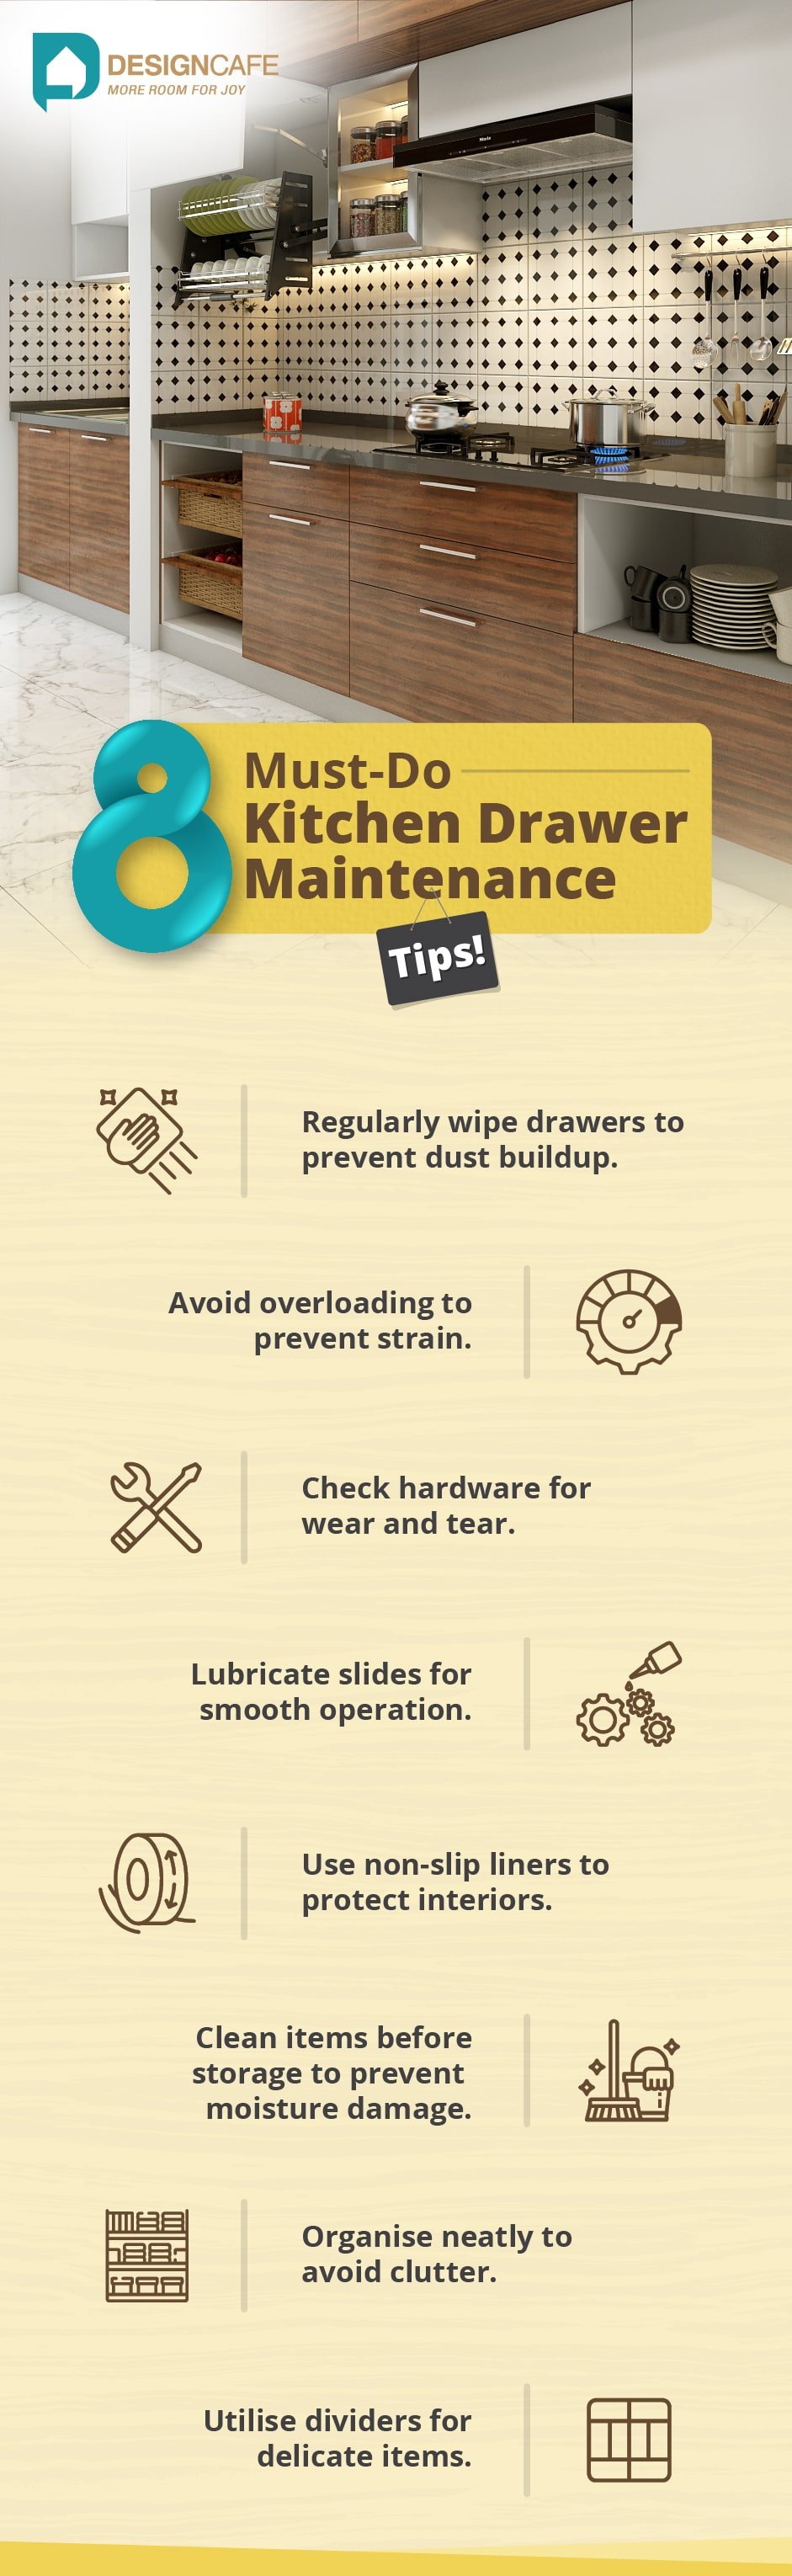 DESIGNCAFE
MORE ROOM FOR JOY
Miele
8
Must-Do
Kitchen Drawer
Maintenance
Tips!
Regularly wipe drawers to
prevent dust buildup.
Avoid overloading to
prevent strain.
Check hardware for
wear and tear.
Lubricate slides for
smooth operation.
Use non-slip liners to
protect interiors.
Clean items before
storage to prevent
moisture damage.
Organise neatly to
avoid clutter.
Utilise dividers for
delicate items.